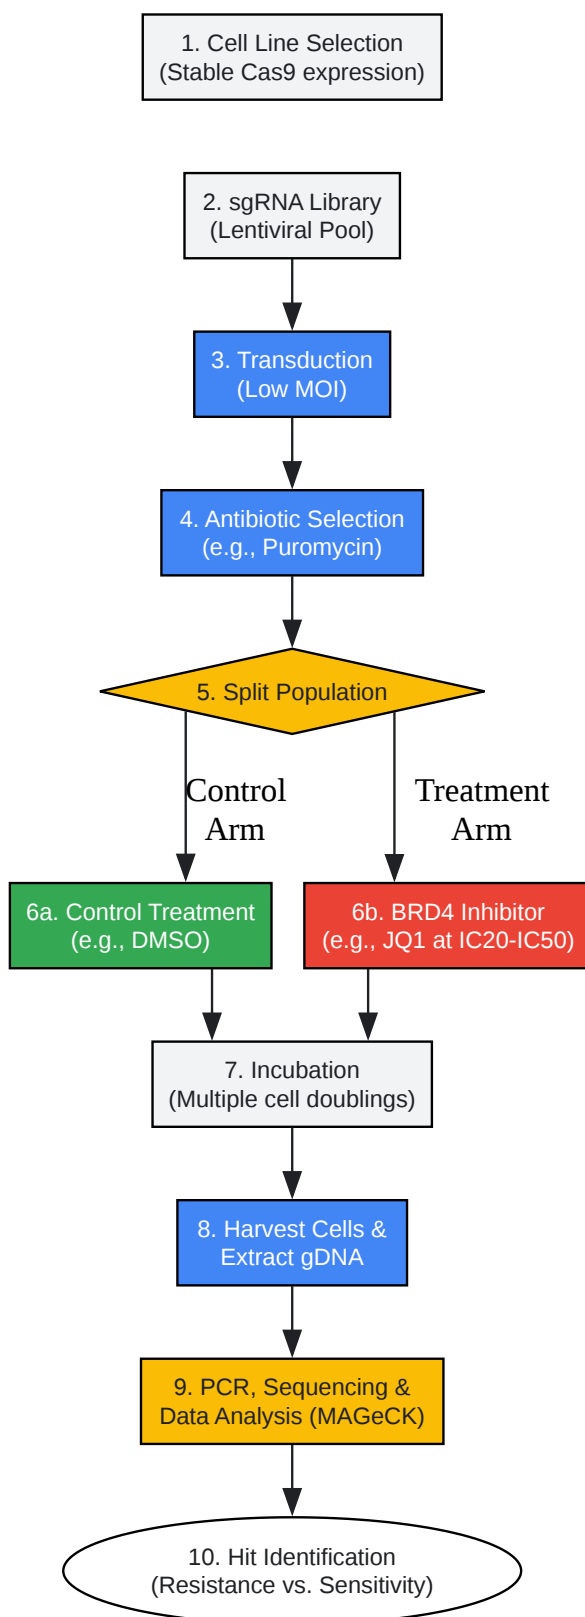 1. Cell Line Selection
(Stable Cas9 expression)
2. sgRNA Library
(Lentiviral Pool)
3. Transduction
(Low MOI)
4. Antibiotic Selection
(e.g., Puromycin)
5. Split Population
Control
Arm
Treatment
Arm
6a. Control Treatment
(e.g., DMSO)
6b. BRD4 Inhibitor
(e.g., JQ1 at IC20-IC50)
7. Incubation
(Multiple cell doublings)
8. Harvest Cells &
Extract gDNA
9. PCR, Sequencing &
Data Analysis (MAGeCK)
10. Hit Identification
(Resistance vs. Sensitivity)